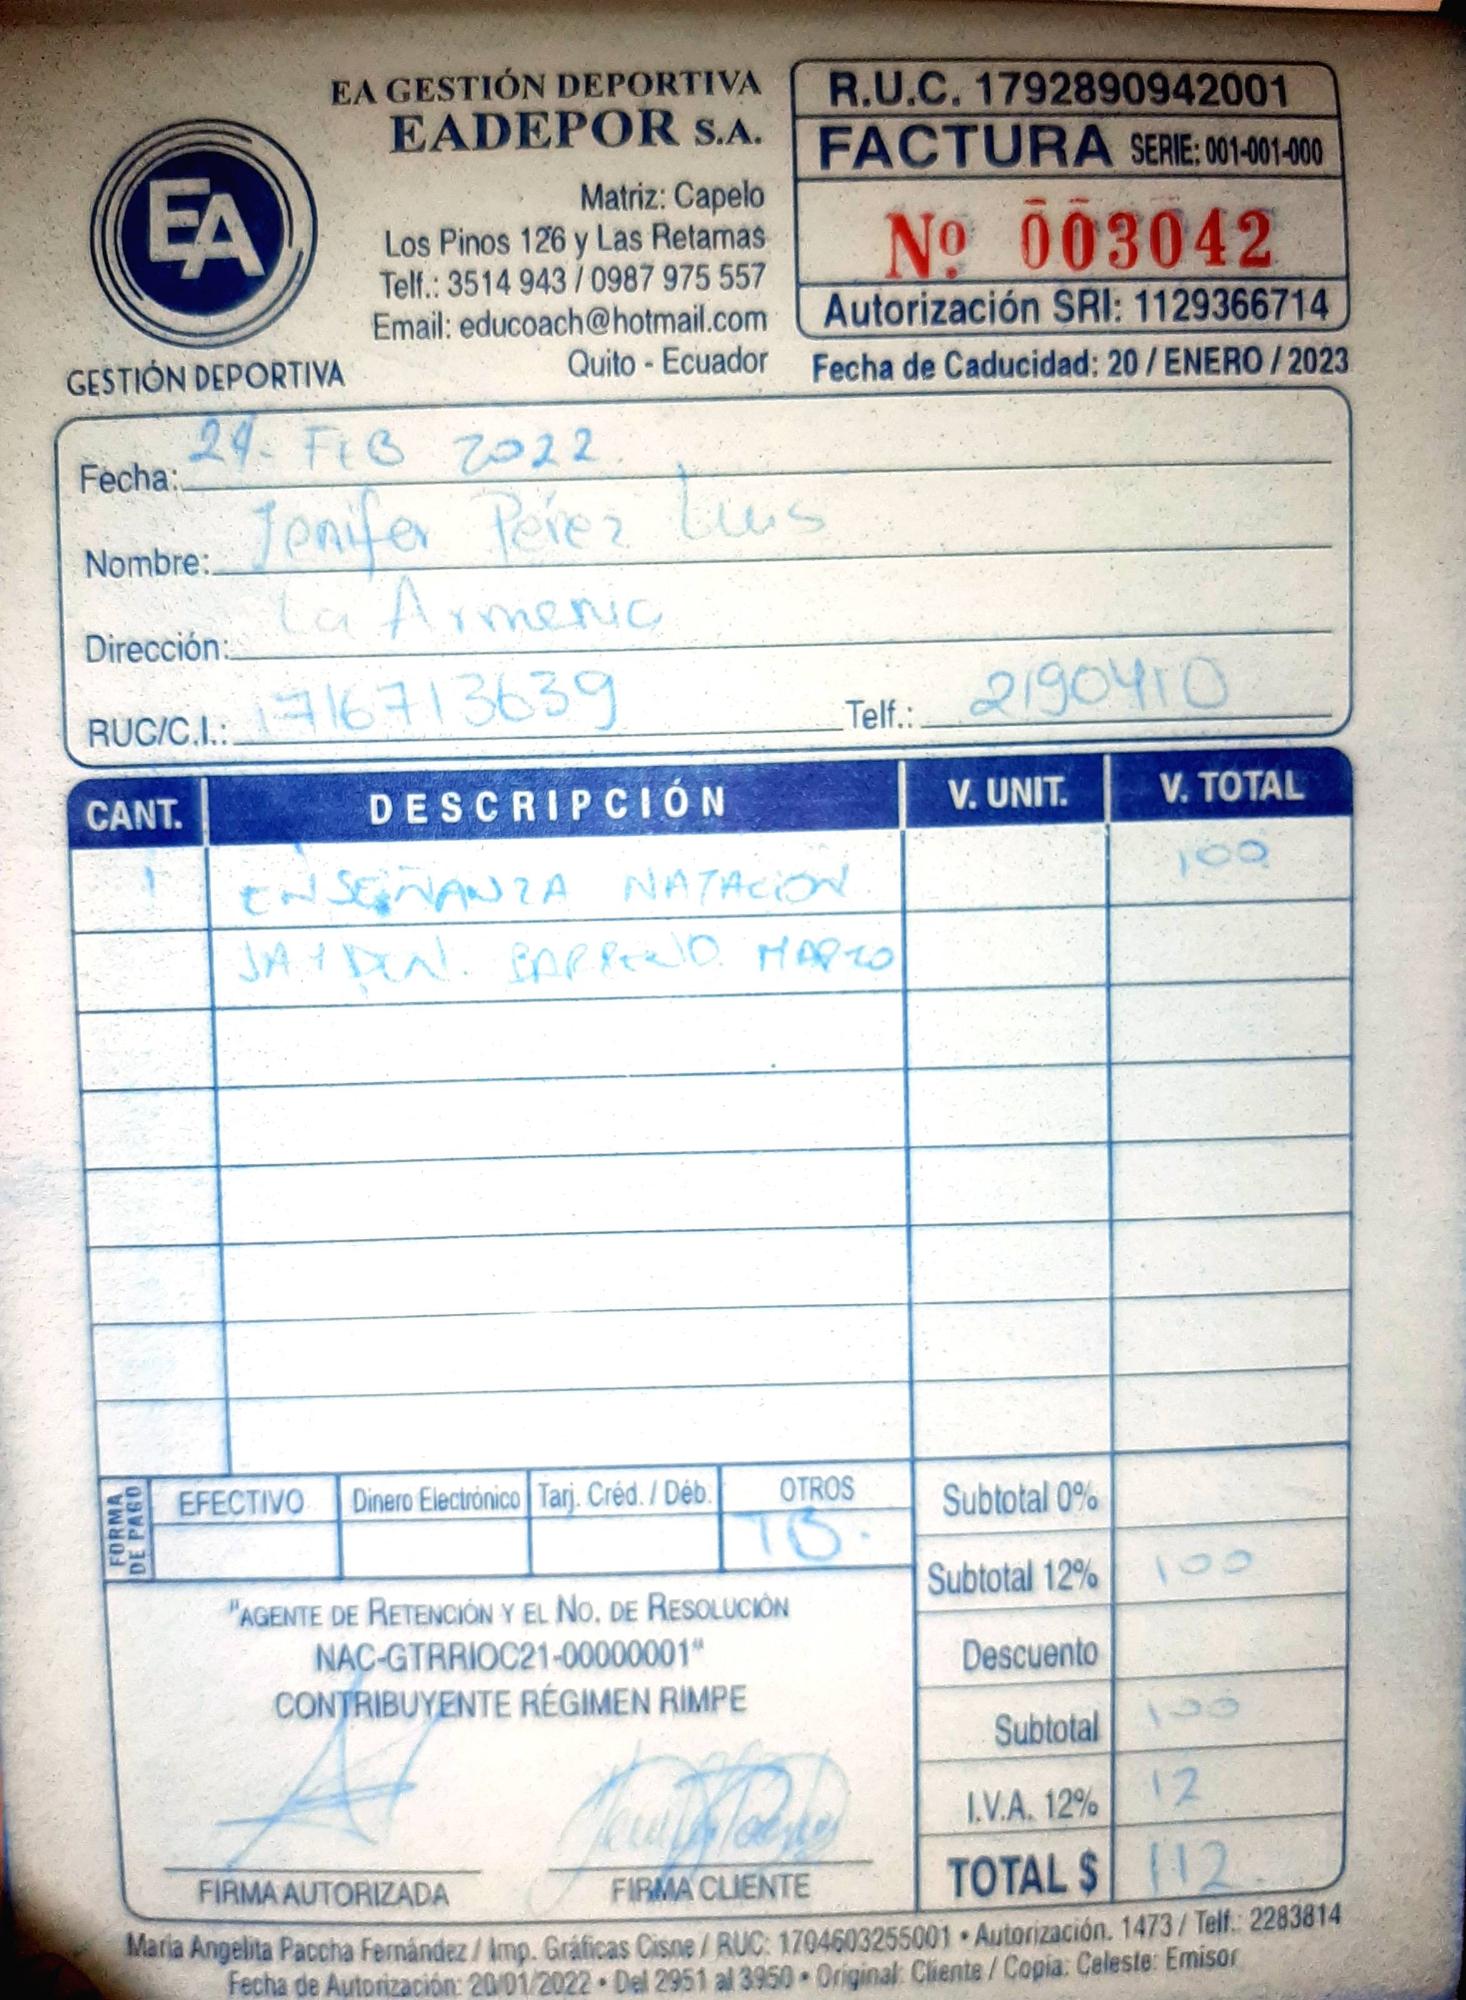 EA GESTIÓN DEPORTIVA
EADEPOR S.A.
EA
GESTIÓN DEPORTIVA
Matriz: Capelo
Los Pinos 126 y Las Retamas
Telf.: 3514 943 / 0987 975 557
Email: educoach@hotmail.com
Quito - Ecuador
R.U.C. 1792890942001
FACTURA SERIE: 001-001-000
Nº 003042
Autorización SRI: 1129366714
Fecha de Caducidad: 20 / ENERO / 2023
Fecha: 24 - FEB 2022
Nombre: Jenifer Pérez Luis
Dirección: La Armenia
RUC/C.I.: 1716713639 Telf.: 2190410
CANT. DESCRIPCIÓN V. UNIT. V. TOTAL
1 ENSEÑANZA NATACION 100
JAYDEN. BARRENO. MARZO
FORMA DE PAGO EFECTIVO Dinero Electrónico Tarj. Créd. / Déb. OTROS
TB.
Subtotal 0%
Subtotal 12% 100
Descuento
Subtotal 100
I.V.A. 12% 12
TOTAL $ 112.
"AGENTE DE RETENCIÓN Y EL NO. DE RESOLUCIÓN
NAC-GTRRIOC21-00000001"
CONTRIBUYENTE RÉGIMEN RIMPE
FIRMA AUTORIZADA FIRMA CLIENTE
María Angelita Paccha Fernández / Imp. Gráficas Cisne / RUC: 1704603255001 • Autorización. 1473 / Telf.: 2283814
Fecha de Autorización: 20/01/2022 • Del 2951 al 3950 • Original: Cliente / Copia: Celeste: Emisor